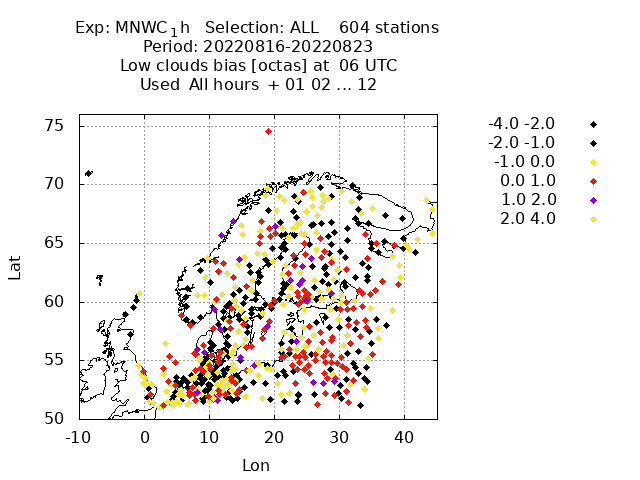 Exp: MNWC_1h   Selection: ALL    604 stations
Period: 20220816-20220823
Low clouds bias [octas] at  06 UTC
Used  All hours  + 01 02 ... 12
-4.0 -2.0
-2.0 -1.0
-1.0 0.0
0.0 1.0
1.0 2.0
2.0 4.0
75
70
65
60
55
50
Lat
-10 0 10 20 30 40
Lon